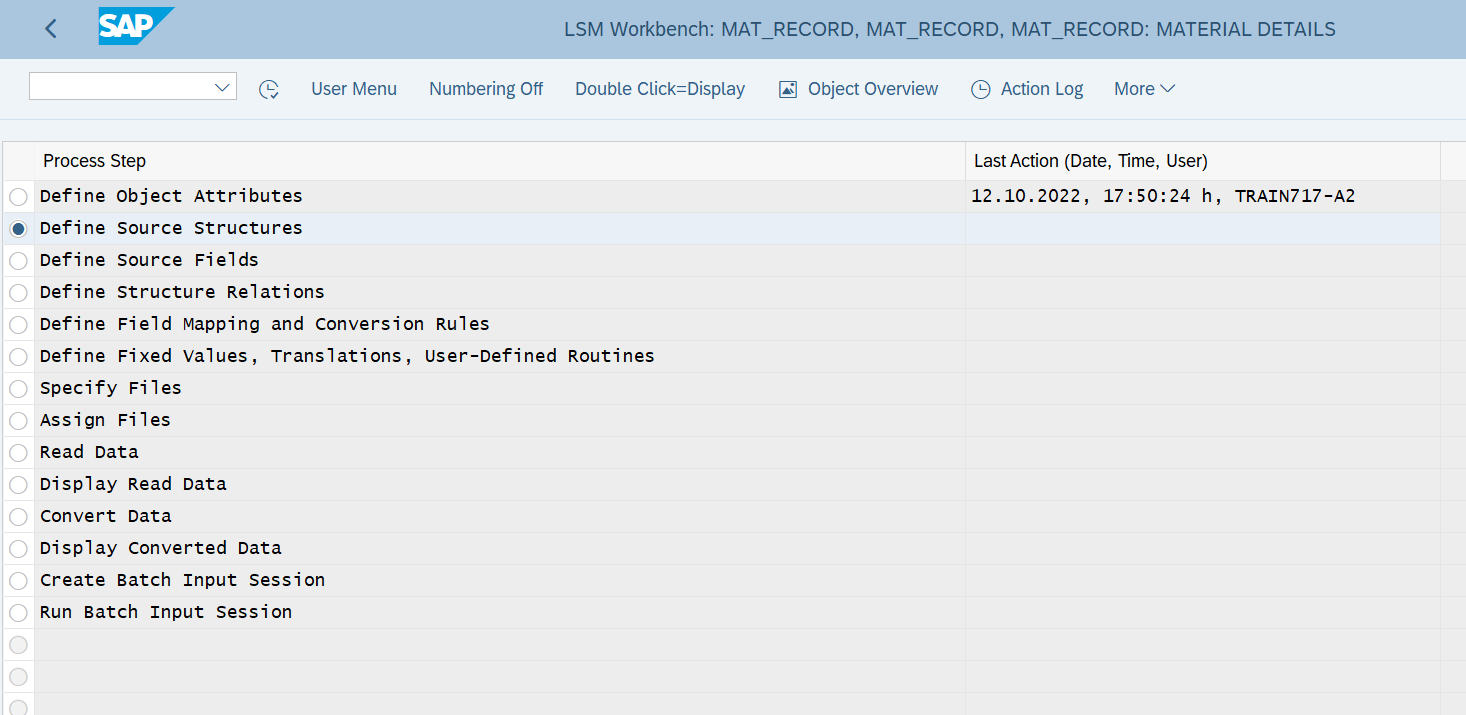 SAP
LSM Workbench: MAT_RECORD, MAT_RECORD, MAT_RECORD: MATERIAL DETAILS
User Menu Numbering Off Double Click=Display Object Overview Action Log More
Process Step Last Action (Date, Time, User)
Define Object Attributes 12.10.2022, 17:50:24 h, TRAIN717-A2
Define Source Structures
Define Source Fields
Define Structure Relations
Define Field Mapping and Conversion Rules
Define Fixed Values, Translations, User-Defined Routines
Specify Files
Assign Files
Read Data
Display Read Data
Convert Data
Display Converted Data
Create Batch Input Session
Run Batch Input Session